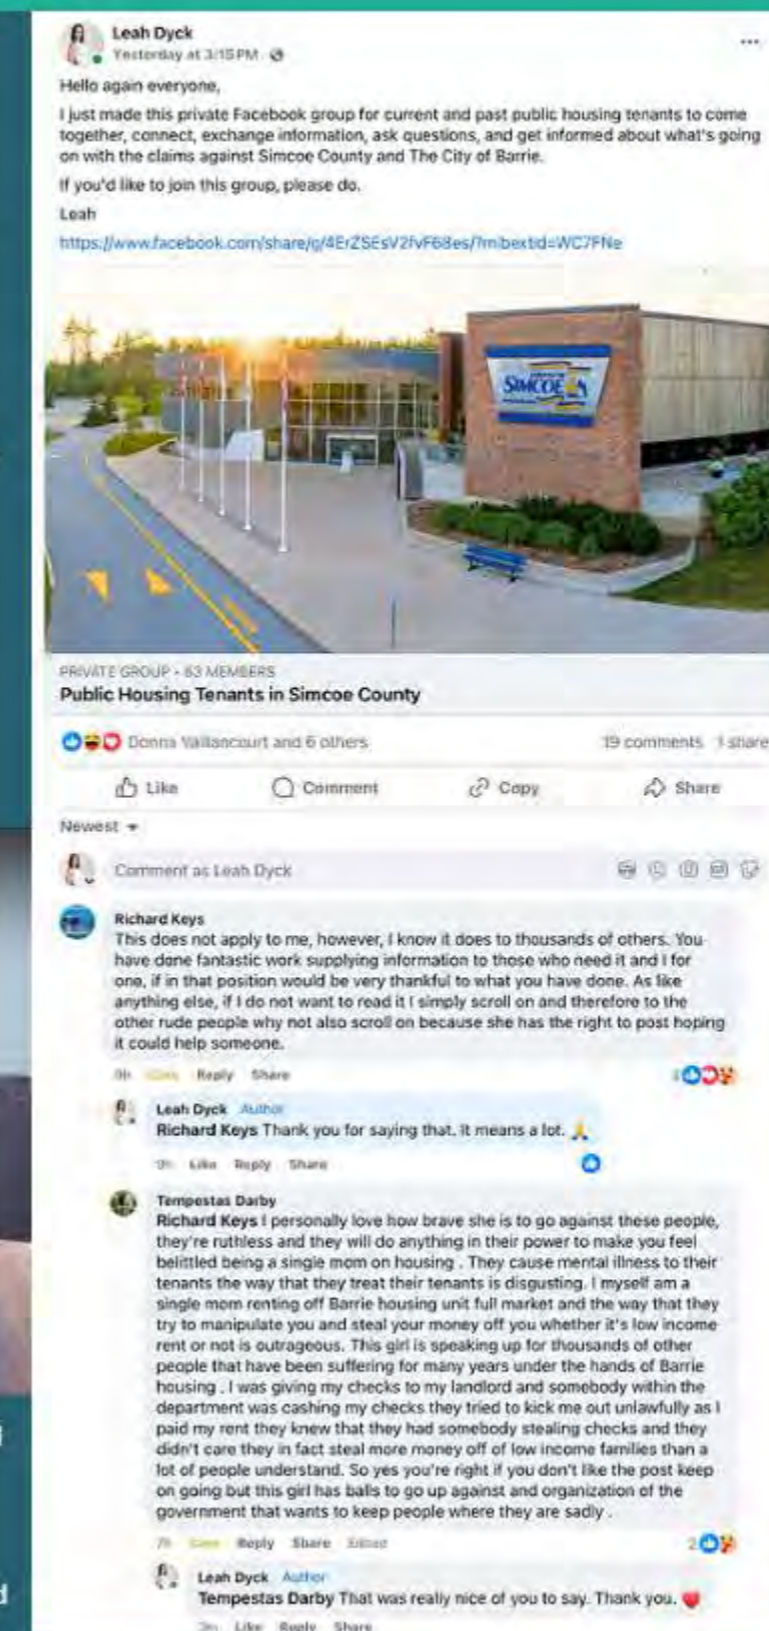 Leah Dyck
Yesterday at 3:15 PM
Hello again everyone,
I just made this private Facebook group for current and past public housing tenants to come
together, connect, exchange information, ask questions, and get informed about what's going
on with the claims against Simcoe County and The City of Barrie.
If you'd like to join this group, please do.
Leah
https://www.facebook.com/share/g/4ErZSEsV2fvF68es/?mibextid=WC7FNe
SIMCOE
PRIVATE GROUP • 63 MEMBERS
Public Housing Tenants in Simcoe County
Donna Vaillancourt and 6 others 19 comments 1 share
Like Comment Copy Share
Newest
Comment as Leah Dyck
Richard Keys
This does not apply to me, however, I know it does to thousands of others. You
have done fantastic work supplying information to those who need it and I for
one, if in that position would be very thankful to what you have done. As like
anything else, if I do not want to read it I simply scroll on and therefore to the
other rude people why not also scroll on because she has the right to post hoping
it could help someone.
Reply Share
Leah Dyck Author
Richard Keys Thank you for saying that. It means a lot. 🙏
Like Reply Share
Tempestas Darby
Richard Keys I personally love how brave she is to go against these people,
they're ruthless and they will do anything in their power to make you feel
belittled being a single mom on housing . They cause mental illness to their
tenants the way that they treat their tenants is disgusting. I myself am a
single mom renting off Barrie housing unit full market and the way that they
try to manipulate you and steal your money off you whether it's low income
rent or not is outrageous. This girl is speaking up for thousands of other
people that have been suffering for many years under the hands of Barrie
housing . I was giving my checks to my landlord and somebody within the
department was cashing my checks they tried to kick me out unlawfully as I
paid my rent they knew that they had somebody stealing checks and they
didn't care they in fact steal more money off of low income families than a
lot of people understand. So yes you're right if you don't like the post keep
on going but this girl has balls to go up against and organization of the
government that wants to keep people where they are sadly .
7h Reply Share Edited 2
Leah Dyck Author
Tempestas Darby That was really nice of you to say. Thank you. ❤️
Like Reply Share